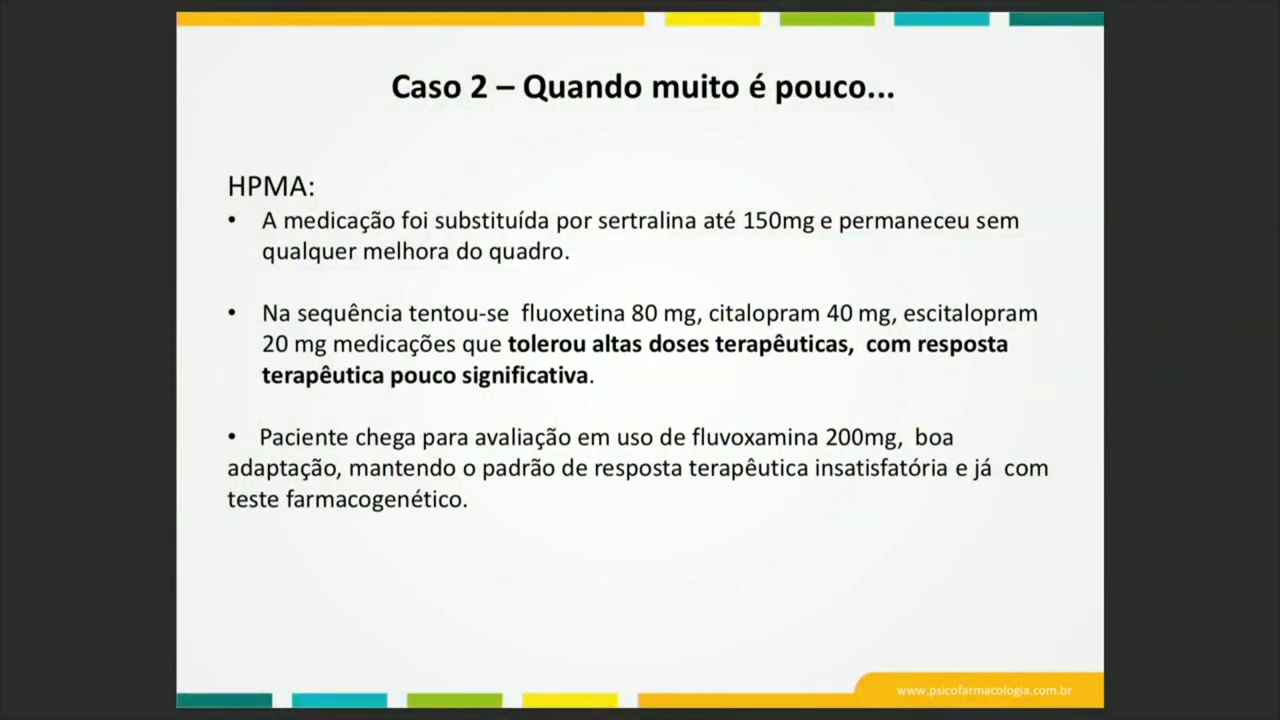 Caso 2 – Quando muito é pouco...
HPMA:
• A medicação foi substituída por sertralina até 150mg e permaneceu sem
qualquer melhora do quadro.
• Na sequência tentou-se fluoxetina 80 mg, citalopram 40 mg, escitalopram
20 mg medicações que tolerou altas doses terapêuticas, com resposta
terapêutica pouco significativa.
• Paciente chega para avaliação em uso de fluvoxamina 200mg, boa
adaptação, mantendo o padrão de resposta terapêutica insatisfatória e já com
teste farmacogenético.
www.psicofarmacologia.com.br